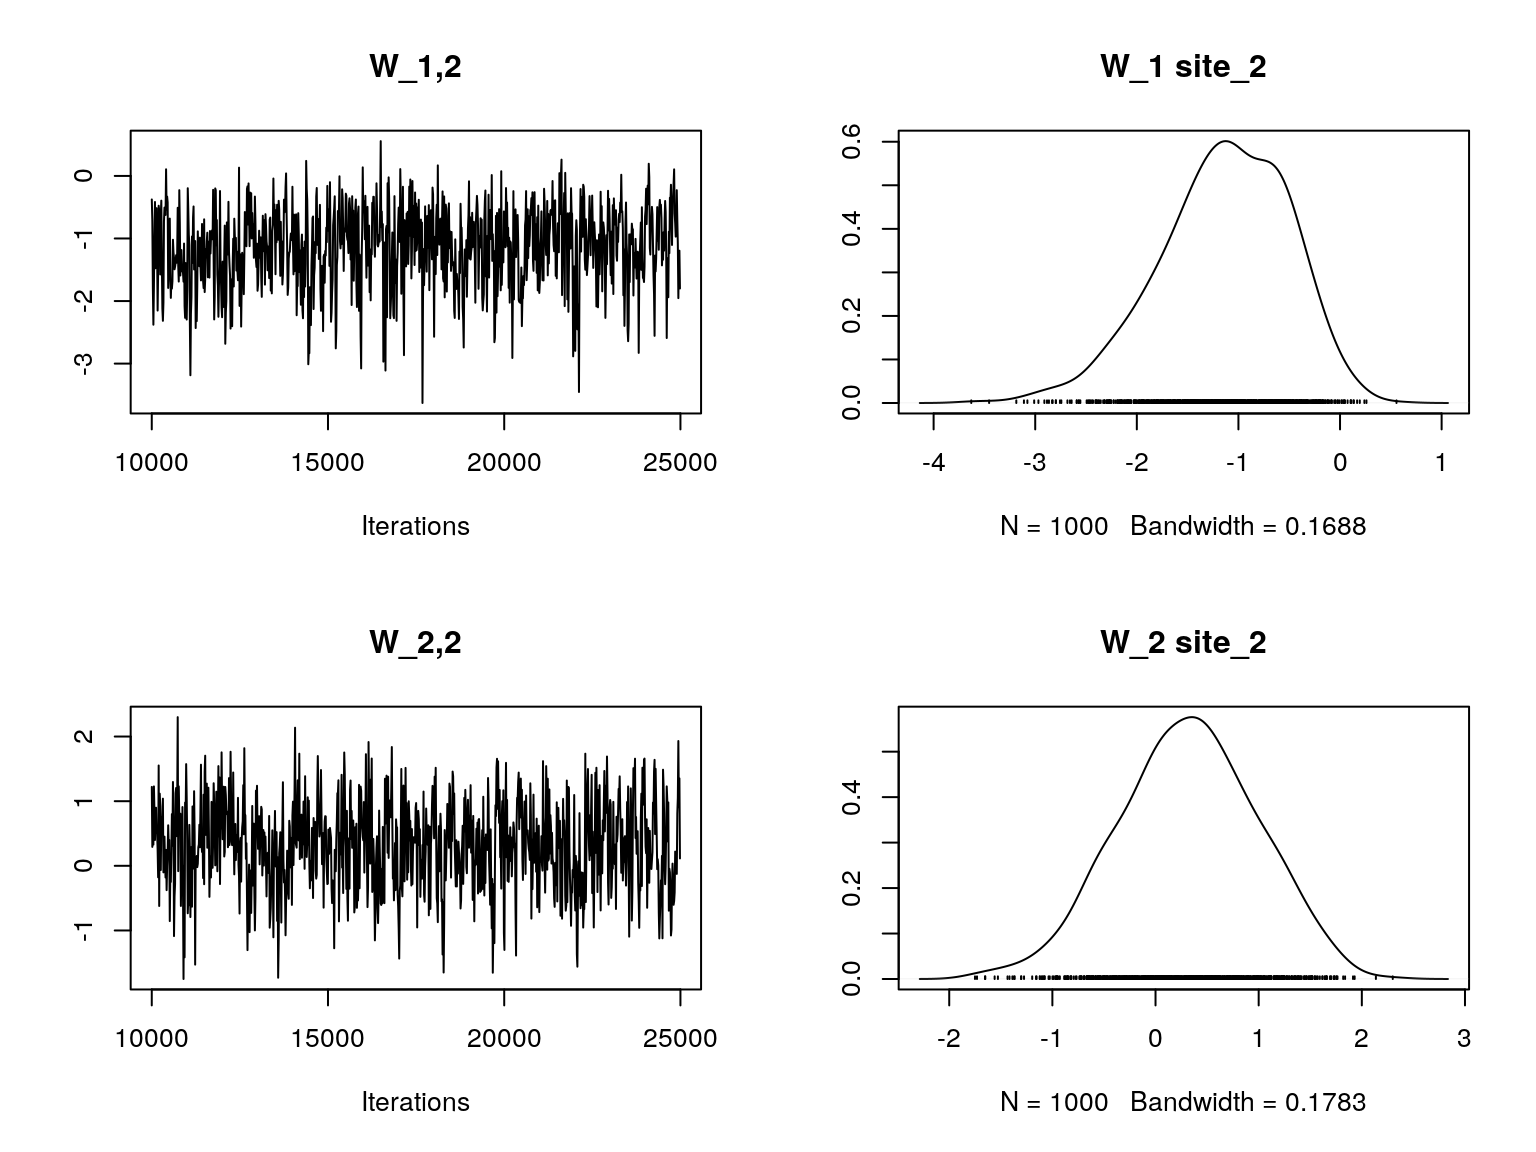 W_1,2
0
-1
-2
-3
10000 15000 20000 25000
Iterations
W_1 site_2
0.6
0.4
0.2
0.0
-4 -3 -2 -1 0 1
N = 1000 Bandwidth = 0.1688
W_2,2
2
1
0
-1
10000 15000 20000 25000
Iterations
W_2 site_2
0.4
0.2
0.0
-2 -1 0 1 2 3
N = 1000 Bandwidth = 0.1783